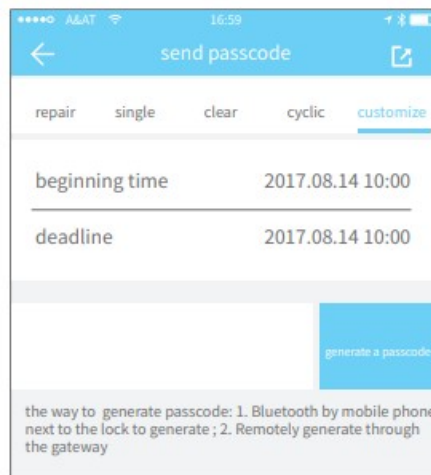 A&AT 16:59
send passcode
repair single clear cyclic customize
beginning time 2017.08.14 10:00
deadline 2017.08.14 10:00
generate a passcode
the way to generate passcode: 1. Bluetooth by mobile phone
next to the lock to generate ; 2. Remotely generate through
the gateway